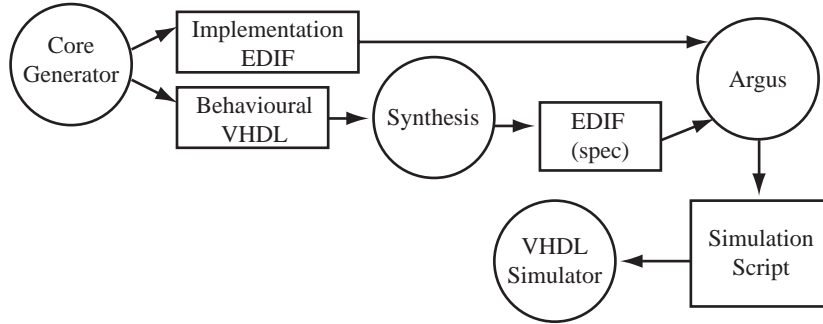 Core
Generator
Implementation
EDIF
Behavioural
VHDL
Synthesis
EDIF
(spec)
Argus
Simulation
Script
VHDL
Simulator